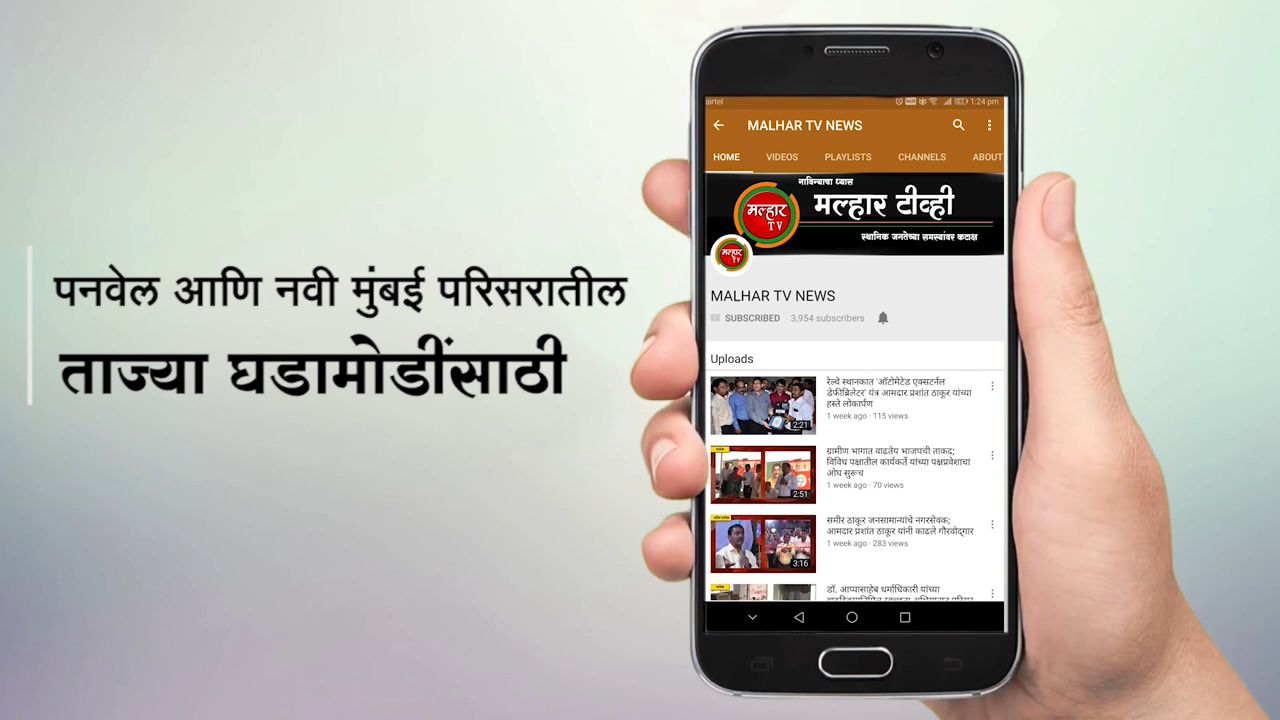 पनवेल आणि नवी मुंबई परिसरातील
ताज्या घडामोडींसाठी
airtel
1:24 pm
MALHAR TV NEWS
HOME VIDEOS PLAYLISTS CHANNELS ABOUT
नाविन्याचा ध्यास
मल्हार टीव्ही
मल्हार
TV
स्थानिक जनतेच्या समस्यांवर कटाक्ष
मल्हार
TV
MALHAR TV NEWS
SUBSCRIBED 3,954 subscribers
Uploads
रेल्वे स्थानकात 'ऑटोमेटेड एक्सटर्नल
डेफीब्रिलेटर' यंत्र आमदार प्रशांत ठाकूर यांच्या
हस्ते लोकार्पण
1 week ago · 115 views
2:21
ग्रामीण भागात वाढतेय भाजपची ताकद;
विविध पक्षातील कार्यकर्ते यांच्या पक्षप्रवेशाचा
ओघ सुरूच
1 week ago · 70 views
2:51
समीर ठाकूर जनसामान्यांचे नगरसेवक;
आमदार प्रशांत ठाकूर यांनी काढले गौरवोद्गार
1 week ago · 283 views
3:16
डॉ. आप्पासाहेब धर्माधिकारी यांच्या